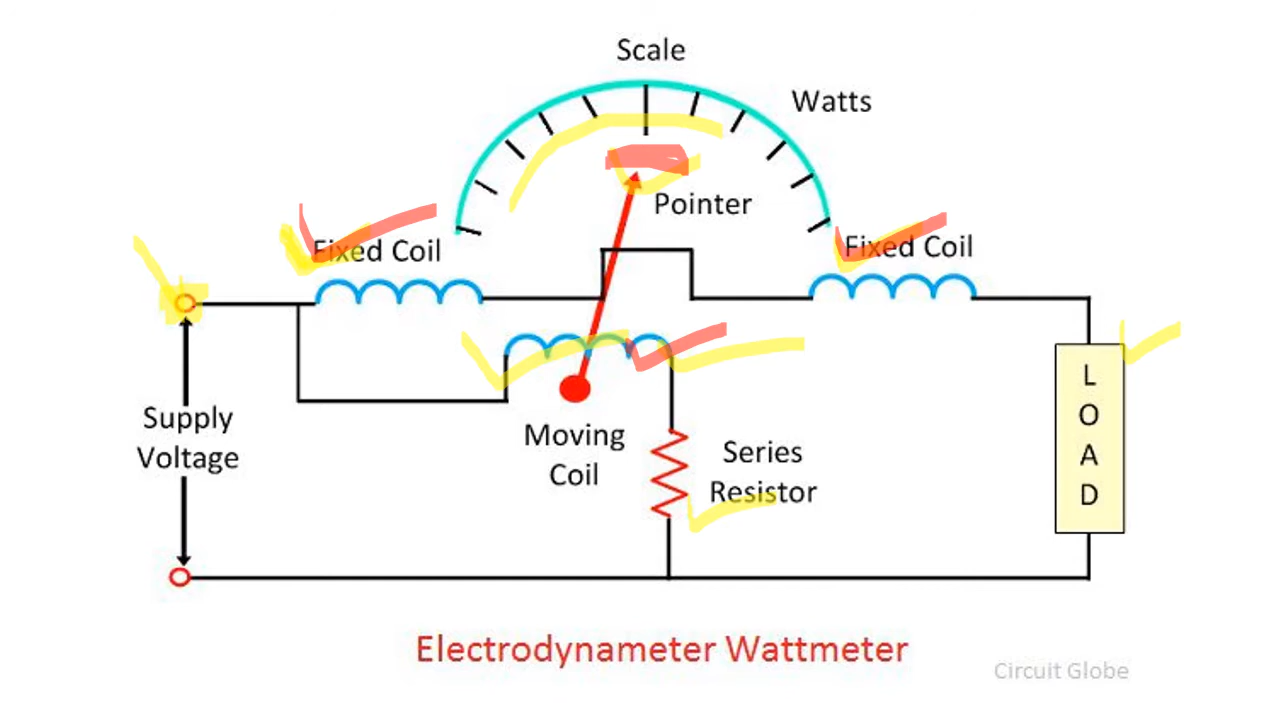 Scale
Watts
Pointer
Fixed Coil
Fixed Coil
Moving
Coil
Supply
Voltage
Series
Resistor
L
O
A
D
Electrodynameter Wattmeter
Circuit Globe